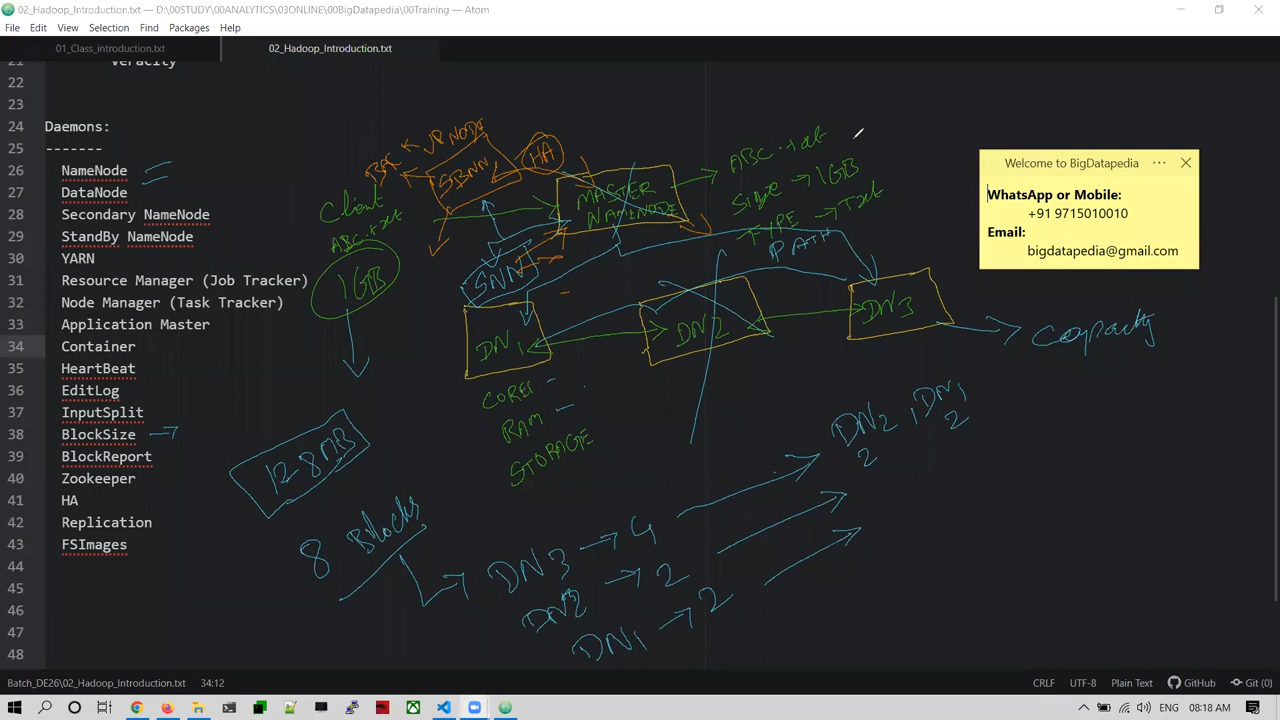 02_Hadoop_Introduction.txt — D:\00STUDY\00ANALYTICS\03ONLINE\00BigDatapedia\00Training — Atom
File Edit View Selection Find Packages Help
01_Class_introduction.txt 02_Hadoop_Introduction.txt
21 Veracity
22
23
24 Daemons:
25 -------
26 NameNode
27 DataNode
28 Secondary NameNode
29 StandBy NameNode
30 YARN
31 Resource Manager (Job Tracker)
32 Node Manager (Task Tracker)
33 Application Master
34 Container
35 HeartBeat
36 EditLog
37 InputSplit
38 BlockSize
39 BlockReport
40 Zookeeper
41 HA
42 Replication
43 FSImages
44
45
46
47
48
HA
SBNN
MASTER
NAMENODE
ABC.txt
Size → 1GB
TYPE → Txt
PATH
Client
ABC.txt
1GB
SNN
DN1
DN2
DN3
Capacity
CORES
RAM
STORAGE
128MB
8 Blocks
DN3 → 4
DN2 → 2
DN1 → 2
DN2, DN1
2 2
Welcome to BigDatapedia
WhatsApp or Mobile:
+91 9715010010
Email:
bigdatapedia@gmail.com
Batch_DE26\02_Hadoop_Introduction.txt 34:12 CRLF UTF-8 Plain Text GitHub Git (0)
ENG 08:18 AM